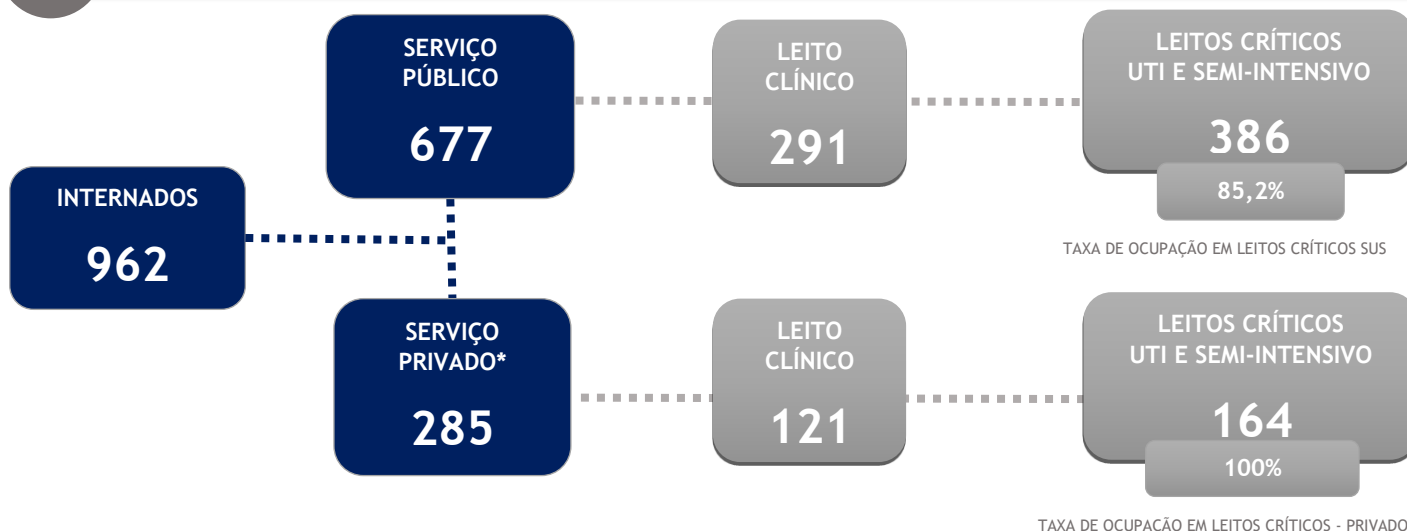 INTERNADOS
962
SERVIÇO
PÚBLICO
677
LEITO
CLÍNICO
291
LEITOS CRÍTICOS
UTI E SEMI-INTENSIVO
386
85,2%
TAXA DE OCUPAÇÃO EM LEITOS CRÍTICOS SUS
SERVIÇO
PRIVADO*
285
LEITO
CLÍNICO
121
LEITOS CRÍTICOS
UTI E SEMI-INTENSIVO
164
100%
TAXA DE OCUPAÇÃO EM LEITOS CRÍTICOS - PRIVADO